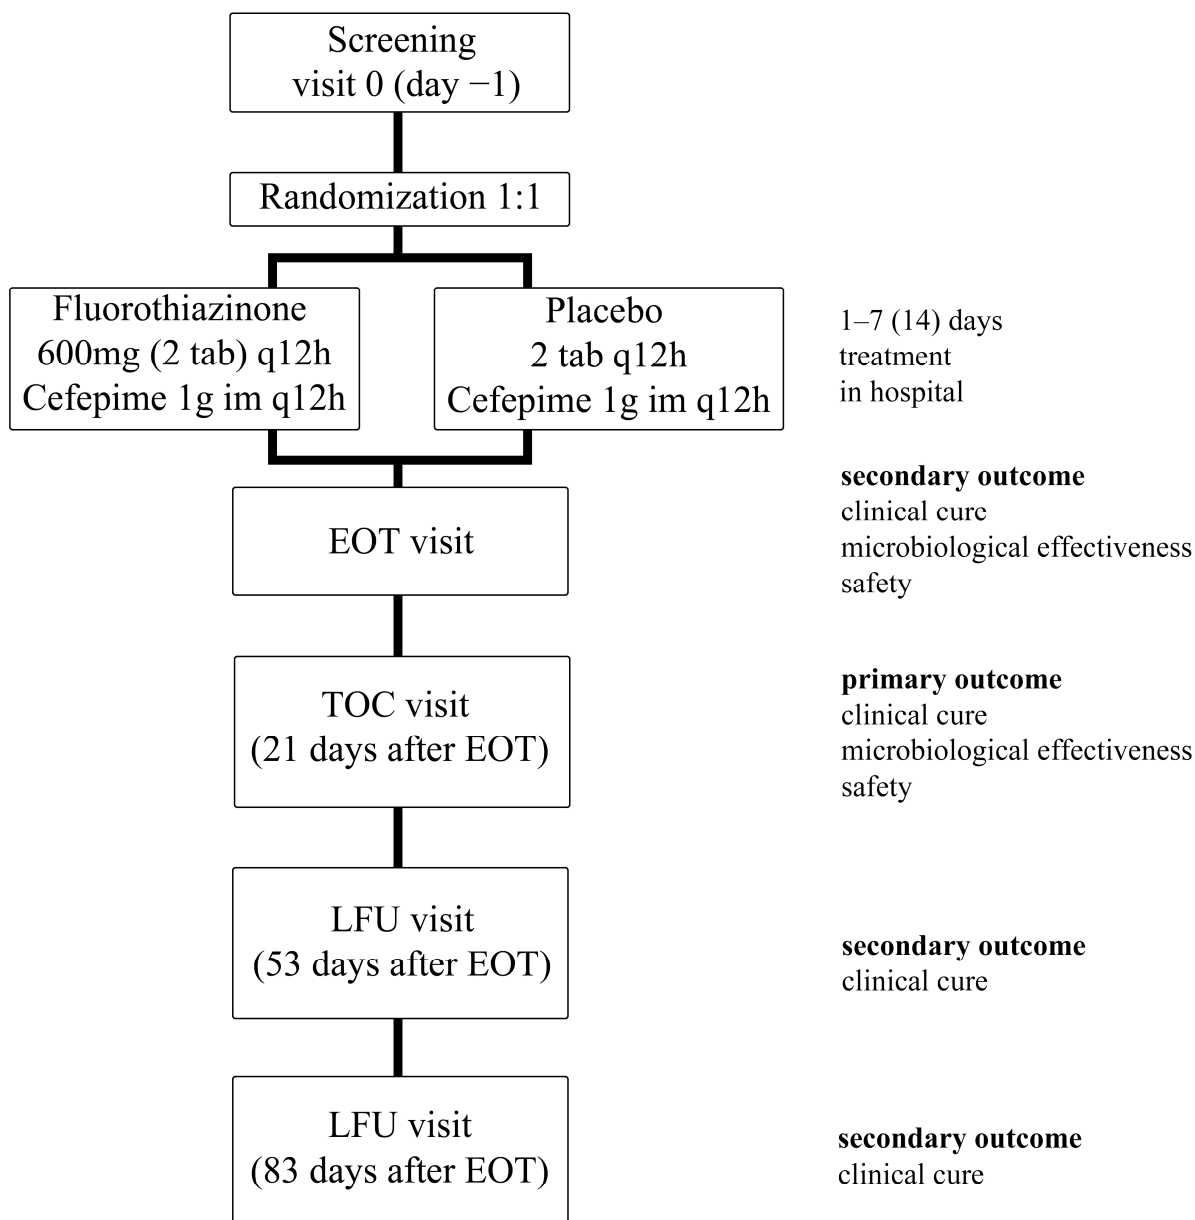 Screening
visit 0 (day −1)
Randomization 1:1
Fluorothiazinone
600mg (2 tab) q12h
Cefepime 1g im q12h
Placebo
2 tab q12h
Cefepime 1g im q12h
1–7 (14) days
treatment
in hospital
EOT visit
secondary outcome
clinical cure
microbiological effectiveness
safety
TOC visit
(21 days after EOT)
primary outcome
clinical cure
microbiological effectiveness
safety
LFU visit
(53 days after EOT)
secondary outcome
clinical cure
LFU visit
(83 days after EOT)
secondary outcome
clinical cure